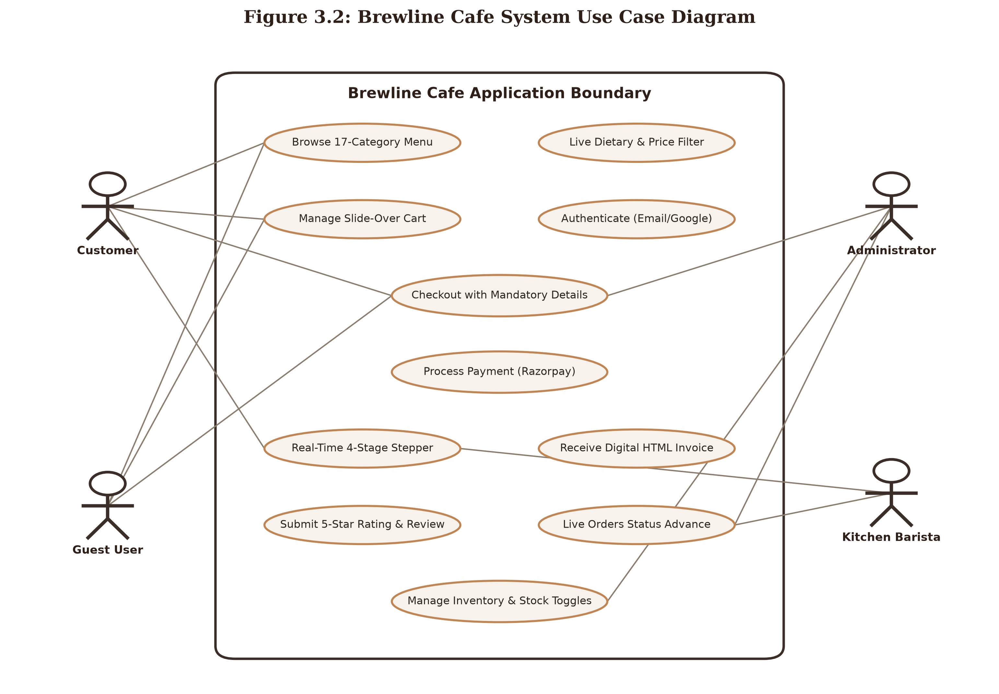 Figure 3.2: Brewline Cafe System Use Case Diagram
Brewline Cafe Application Boundary
Browse 17-Category Menu
Live Dietary & Price Filter
Manage Slide-Over Cart
Authenticate (Email/Google)
Customer
Administrator
Checkout with Mandatory Details
Process Payment (Razorpay)
Real-Time 4-Stage Stepper
Receive Digital HTML Invoice
Submit 5-Star Rating & Review
Live Orders Status Advance
Guest User
Kitchen Barista
Manage Inventory & Stock Toggles